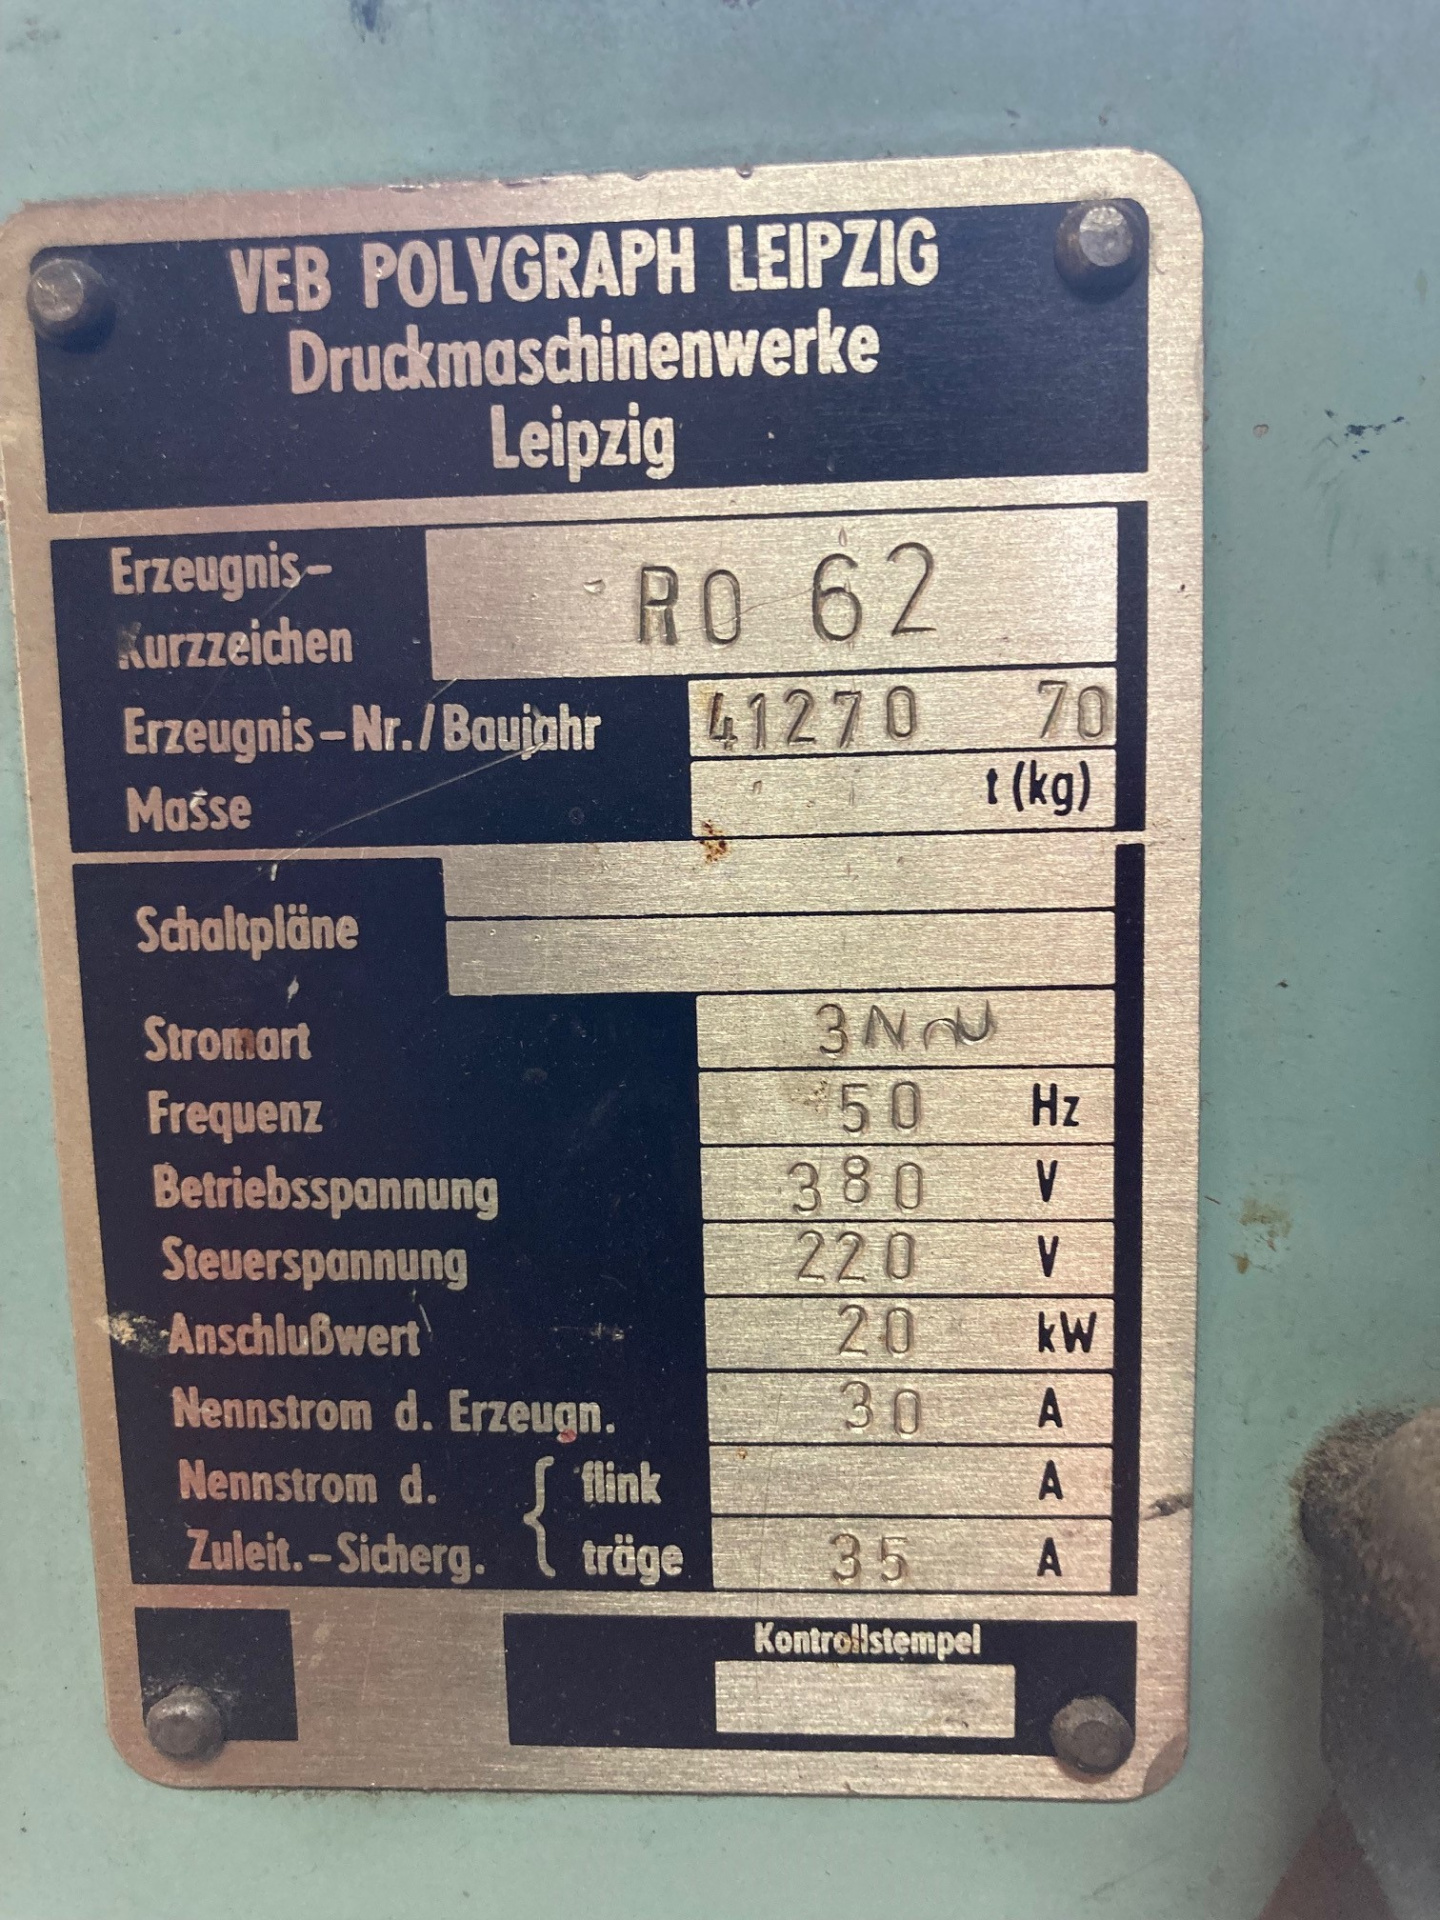 VEB POLYGRAPH LEIPZIG
Druckmaschinenwerke
Leipzig
Erzeugnis-
Kurzzeichen RO 62
Erzeugnis-Nr./Baujahr 41270 70
Masse t (kg)
Schaltpläne
Stromart 3N~
Frequenz 50 Hz
Betriebsspannung 380 V
Steuerspannung 220 V
Anschlußwert 20 kW
Nennstrom d. Erzeugn. 30 A
Nennstrom d. { flink A
Zuleit.-Sicherg. träge 35 A
Kontrollstempel